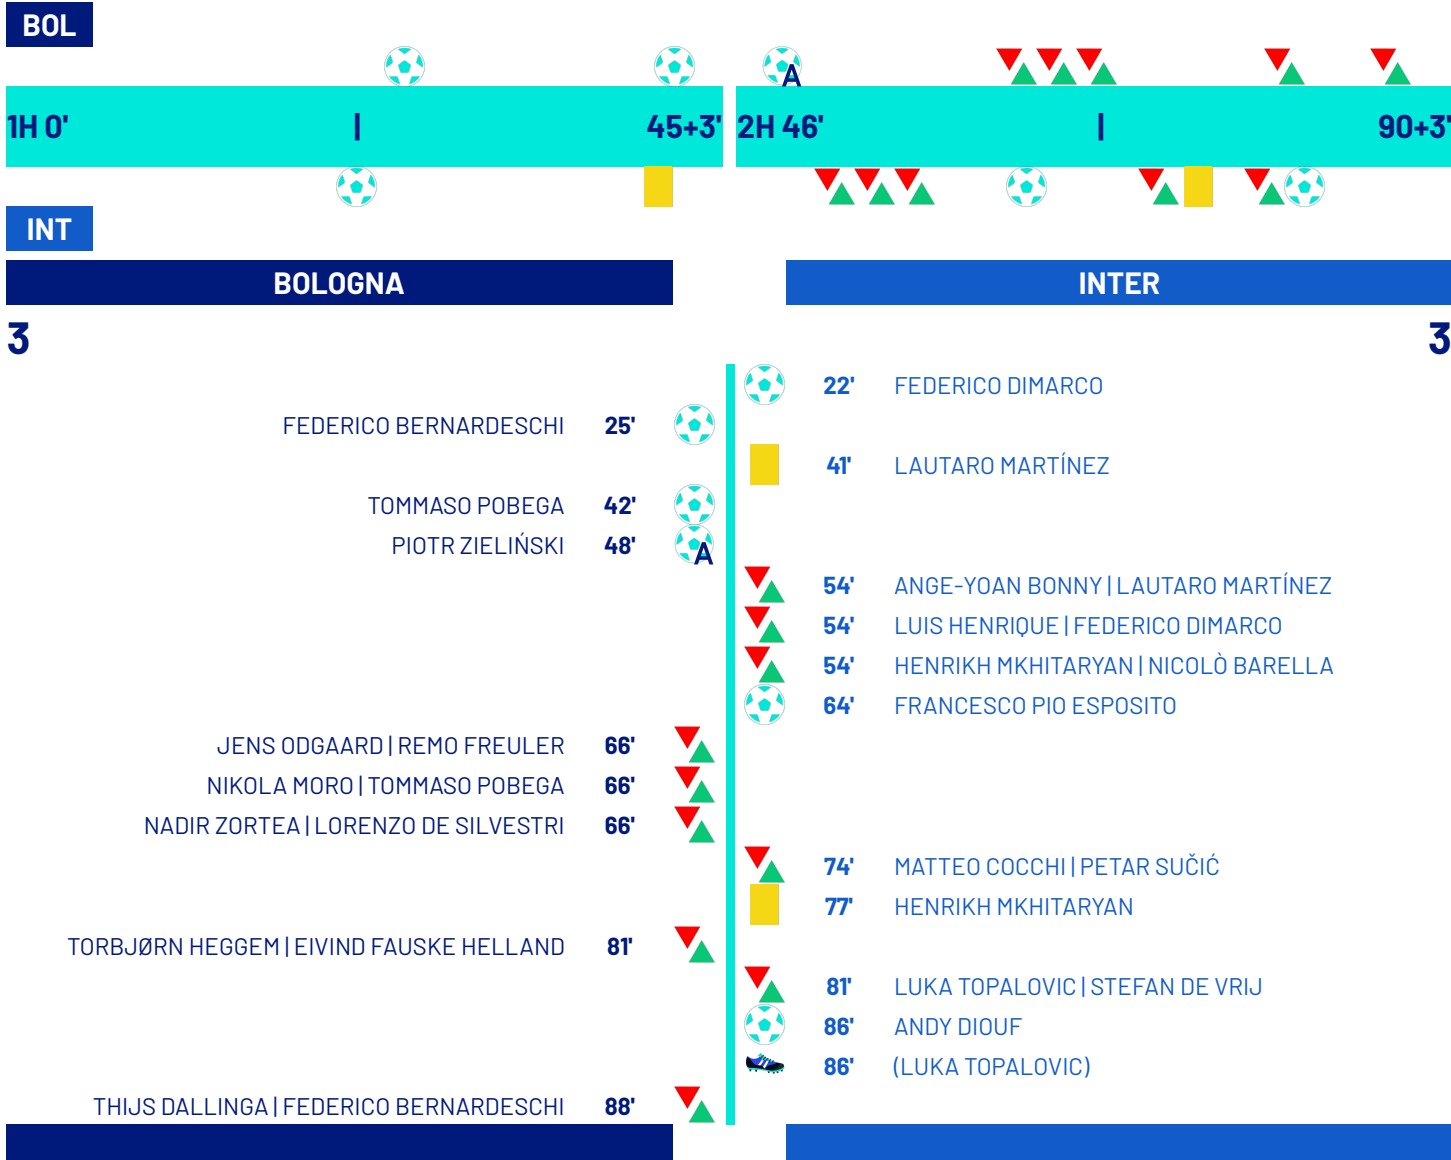 BOL
1H 0' | 45+3' 2H 46' | 90+3'
INT
BOLOGNA INTER
3 3
22' FEDERICO DIMARCO
FEDERICO BERNARDESCHI 25'
41' LAUTARO MARTÍNEZ
TOMMASO POBEGA 42'
PIOTR ZIELIŃSKI 48' A
54' ANGE-YOAN BONNY | LAUTARO MARTÍNEZ
54' LUIS HENRIQUE | FEDERICO DIMARCO
54' HENRIKH MKHITARYAN | NICOLÒ BARELLA
64' FRANCESCO PIO ESPOSITO
JENS ODGAARD | REMO FREULER 66'
NIKOLA MORO | TOMMASO POBEGA 66'
NADIR ZORTEA | LORENZO DE SILVESTRI 66'
74' MATTEO COCCHI | PETAR SUČIĆ
77' HENRIKH MKHITARYAN
TORBJØRN HEGGEM | EIVIND FAUSKE HELLAND 81'
81' LUKA TOPALOVIC | STEFAN DE VRIJ
86' ANDY DIOUF
86' (LUKA TOPALOVIC)
THIJS DALLINGA | FEDERICO BERNARDESCHI 88'